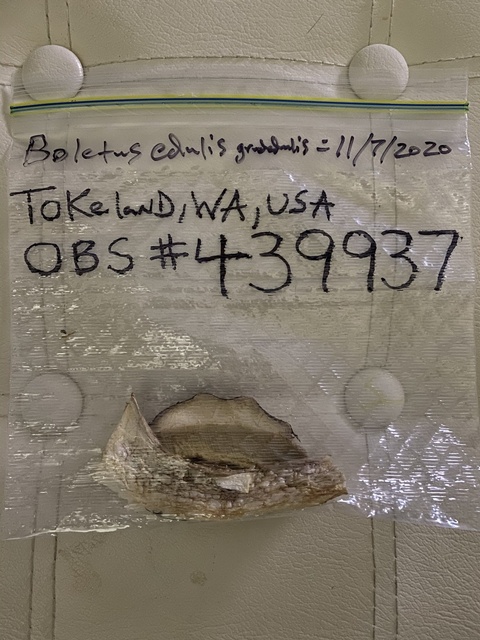 Boletus edulis grandedulis = 11/7/2020
TOKeLanD, WA, USA
OBS #439937